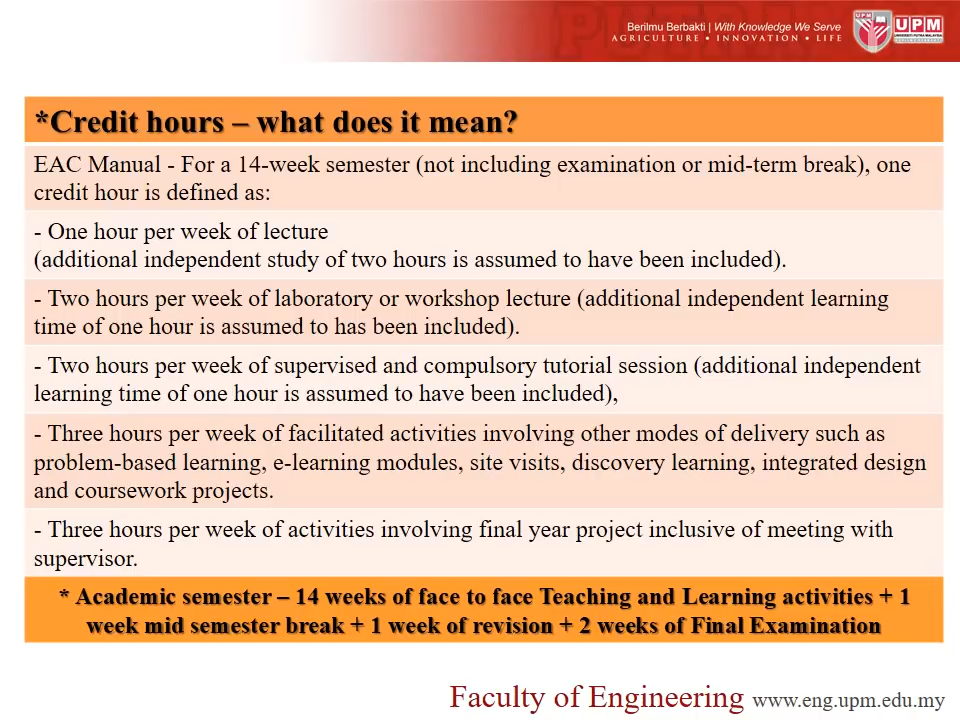 Berilmu Berbakti | With Knowledge We Serve
AGRICULTURE • INNOVATION • LIFE
UPM
UNIVERSITI PUTRA MALAYSIA
*Credit hours – what does it mean?
EAC Manual - For a 14-week semester (not including examination or mid-term break), one
credit hour is defined as:
- One hour per week of lecture
(additional independent study of two hours is assumed to have been included).
- Two hours per week of laboratory or workshop lecture (additional independent learning
time of one hour is assumed to has been included).
- Two hours per week of supervised and compulsory tutorial session (additional independent
learning time of one hour is assumed to have been included),
- Three hours per week of facilitated activities involving other modes of delivery such as
problem-based learning, e-learning modules, site visits, discovery learning, integrated design
and coursework projects.
- Three hours per week of activities involving final year project inclusive of meeting with
supervisor.
* Academic semester – 14 weeks of face to face Teaching and Learning activities + 1
week mid semester break + 1 week of revision + 2 weeks of Final Examination
Faculty of Engineering www.eng.upm.edu.my